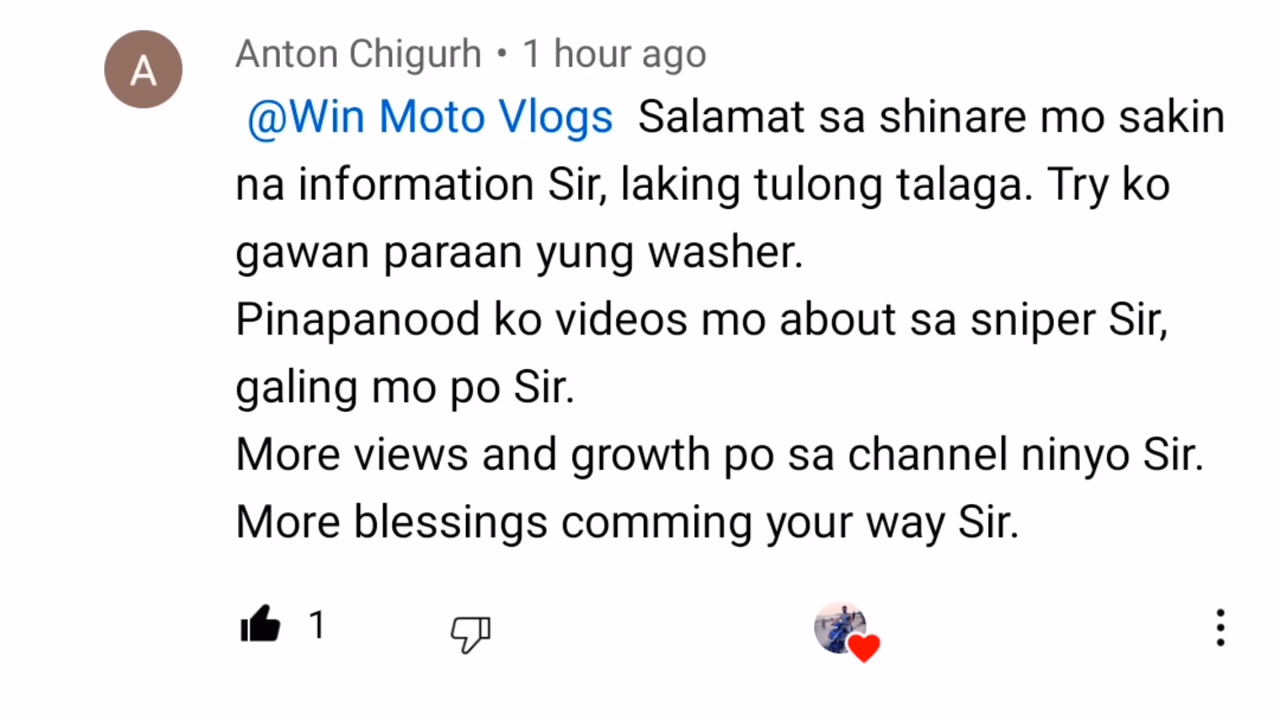 A
Anton Chigurh • 1 hour ago
@Win Moto Vlogs Salamat sa shinare mo sakin
na information Sir, laking tulong talaga. Try ko
gawan paraan yung washer.
Pinapanood ko videos mo about sa sniper Sir,
galing mo po Sir.
More views and growth po sa channel ninyo Sir.
More blessings comming your way Sir.
1